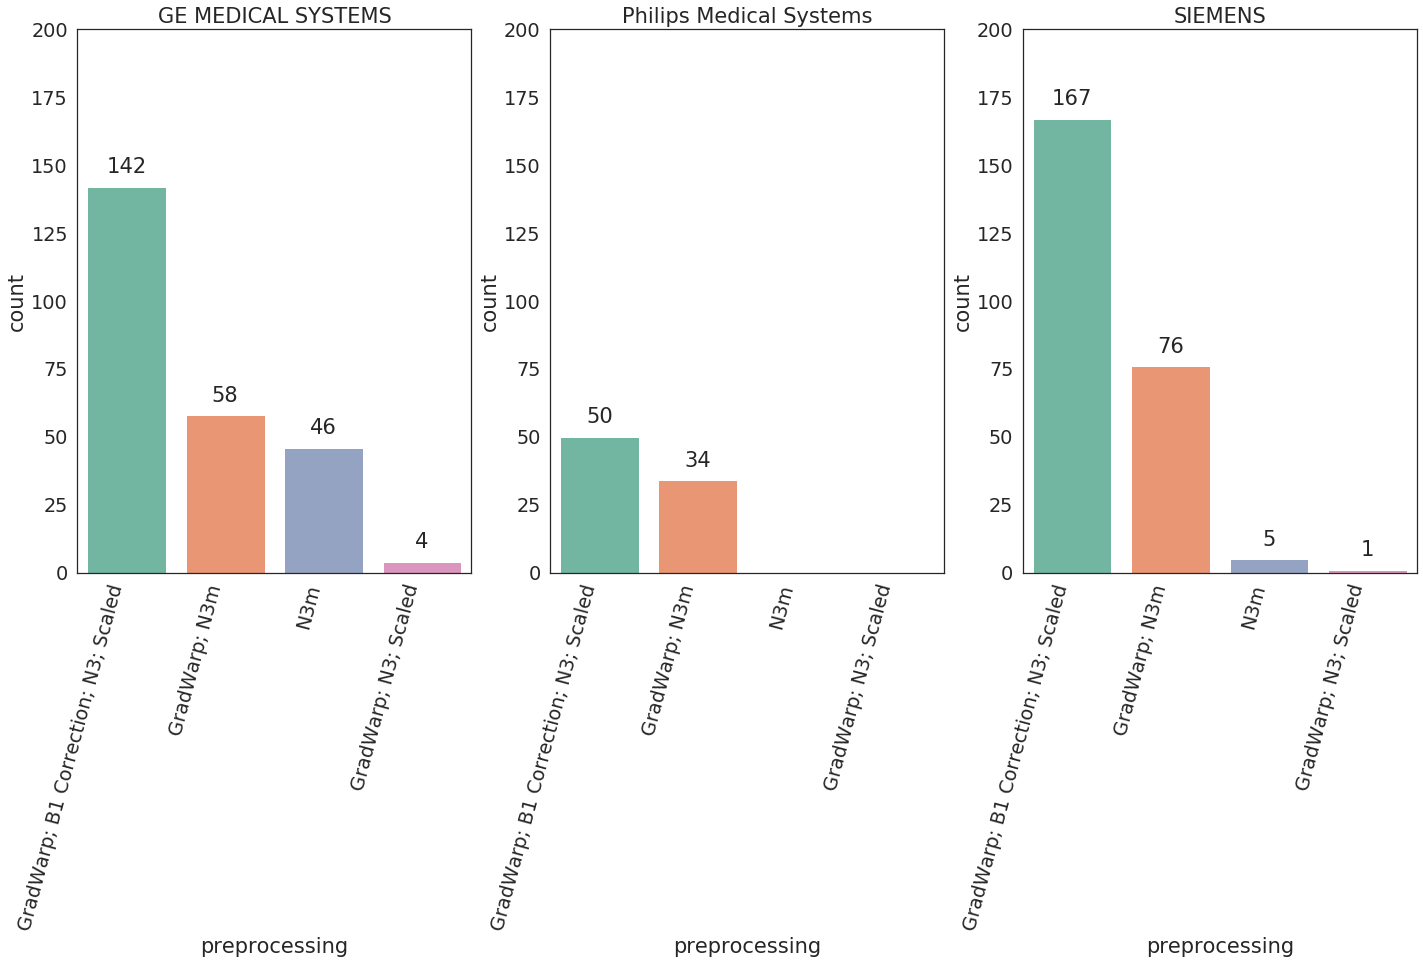 GE MEDICAL SYSTEMS
200
175
150
125
100
75
50
25
0
count
142
58
46
4
GradWarp; B1 Correction; N3; Scaled
GradWarp; N3m
N3m
GradWarp; N3; Scaled
preprocessing
Philips Medical Systems
200
175
150
125
100
75
50
25
0
count
50
34
GradWarp; B1 Correction; N3; Scaled
GradWarp; N3m
N3m
GradWarp; N3; Scaled
preprocessing
SIEMENS
200
175
150
125
100
75
50
25
0
count
167
76
5
1
GradWarp; B1 Correction; N3; Scaled
GradWarp; N3m
N3m
GradWarp; N3; Scaled
preprocessing